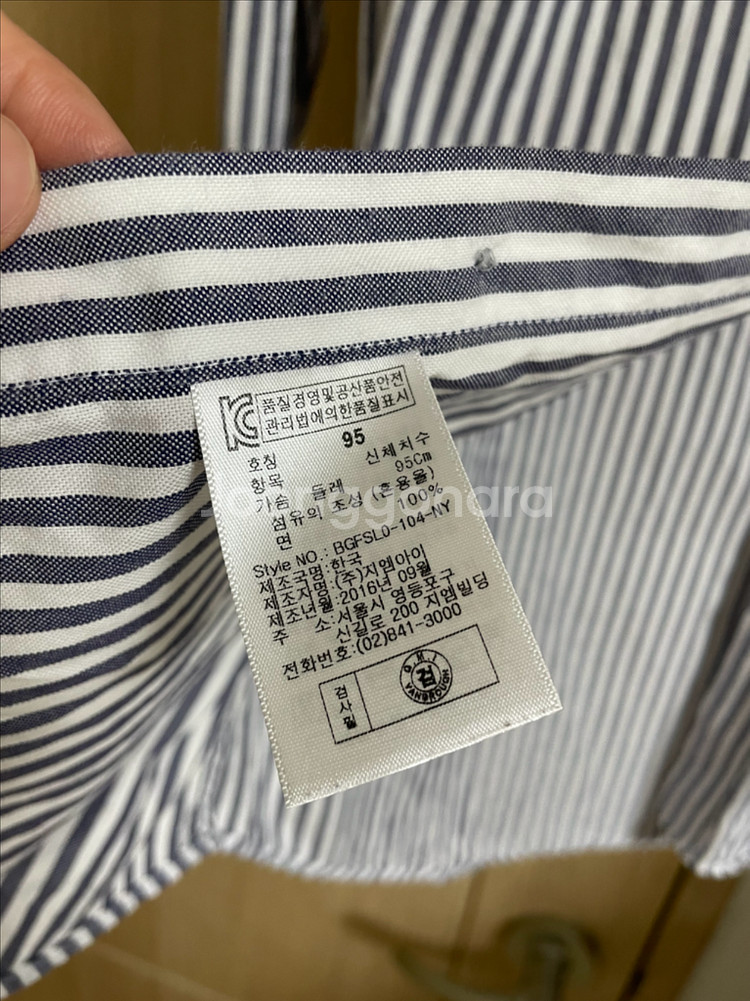 품질경영및공산품안전
관리법에의한품질표시
95
호칭 신체치수
항목 95Cm
가슴 둘레
섬유의 조성 (혼용율)
면 100%
Style NO.: BGFSL0-104-NY
제조국명:한국
제조자명:(주)지엠아이
제조년월:2016년 09월
주 소:서울시 영등포구
신길로 200 지엠빌딩
전화번호:(02)841-3000
검사필
G.M.I
검
VANBROUGH
joonggonara